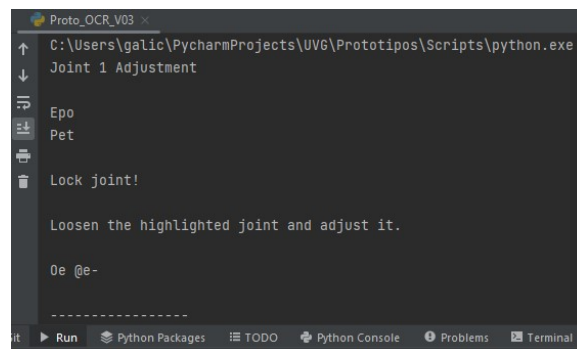 Proto_OCR_V03
C:\Users\galic\PycharmProjects\UVG\Prototipos\Scripts\python.exe
Joint 1 Adjustment
Epo
Pet
Lock joint!
Loosen the highlighted joint and adjust it.
Oe @e-
-----------------
it Run Python Packages TODO Python Console Problems Terminal